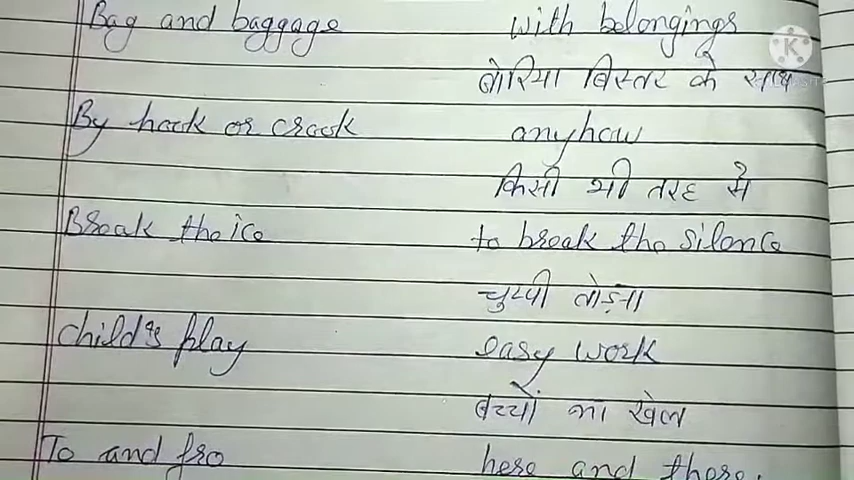 Bag and baggage with belongings
बोरिया बिस्तर के साथ
By hook or crook anyhow
किसी भी तरह से
Break the ice to break the silence
चुप्पी तोड़ना
child's play easy work
बच्चों का खेल
To and fro here and there.